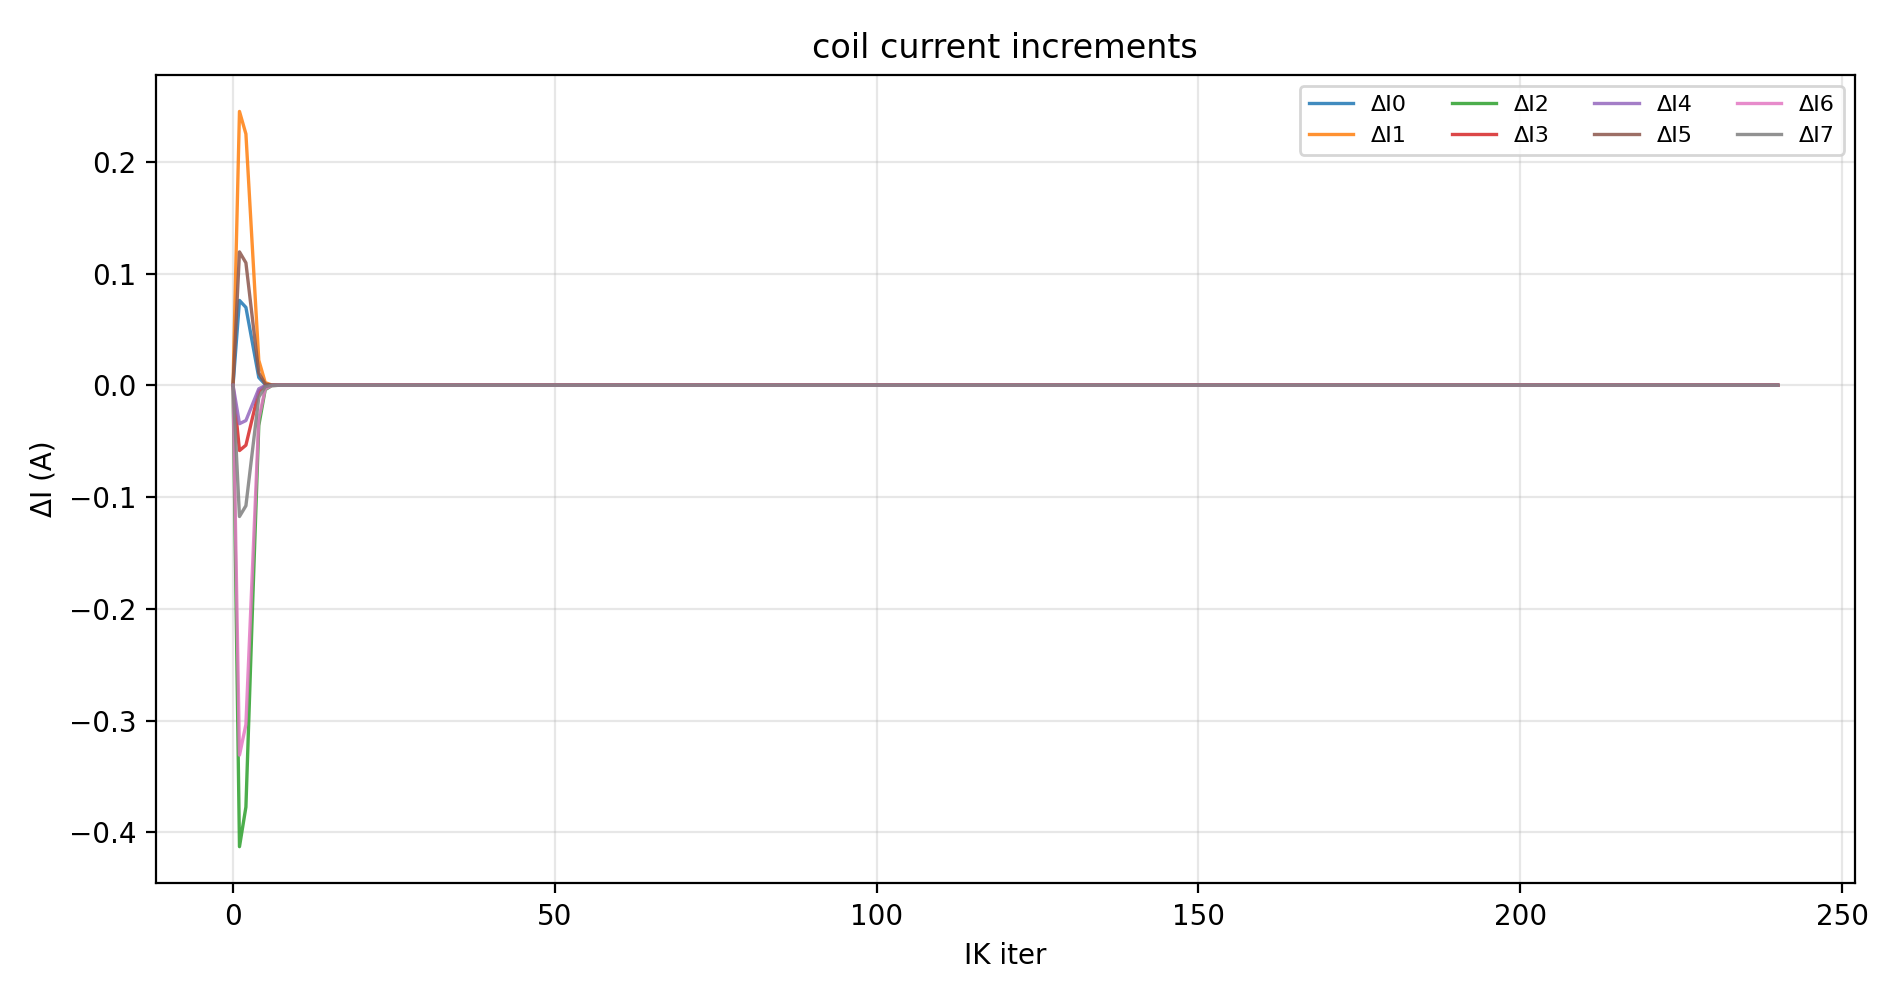 coil current increments
ΔI0 ΔI2 ΔI4 ΔI6
ΔI1 ΔI3 ΔI5 ΔI7
0.2
0.1
0.0
−0.1
−0.2
−0.3
−0.4
ΔI (A)
0 50 100 150 200 250
IK iter